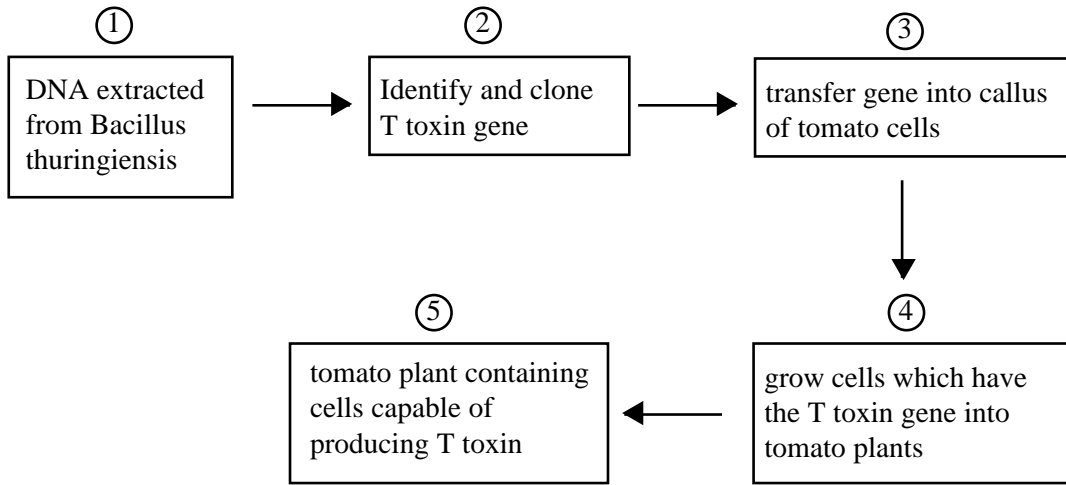 ①
DNA extracted
from Bacillus
thuringiensis
②
Identify and clone
T toxin gene
③
transfer gene into callus
of tomato cells
④
grow cells which have
the T toxin gene into
tomato plants
⑤
tomato plant containing
cells capable of
producing T toxin